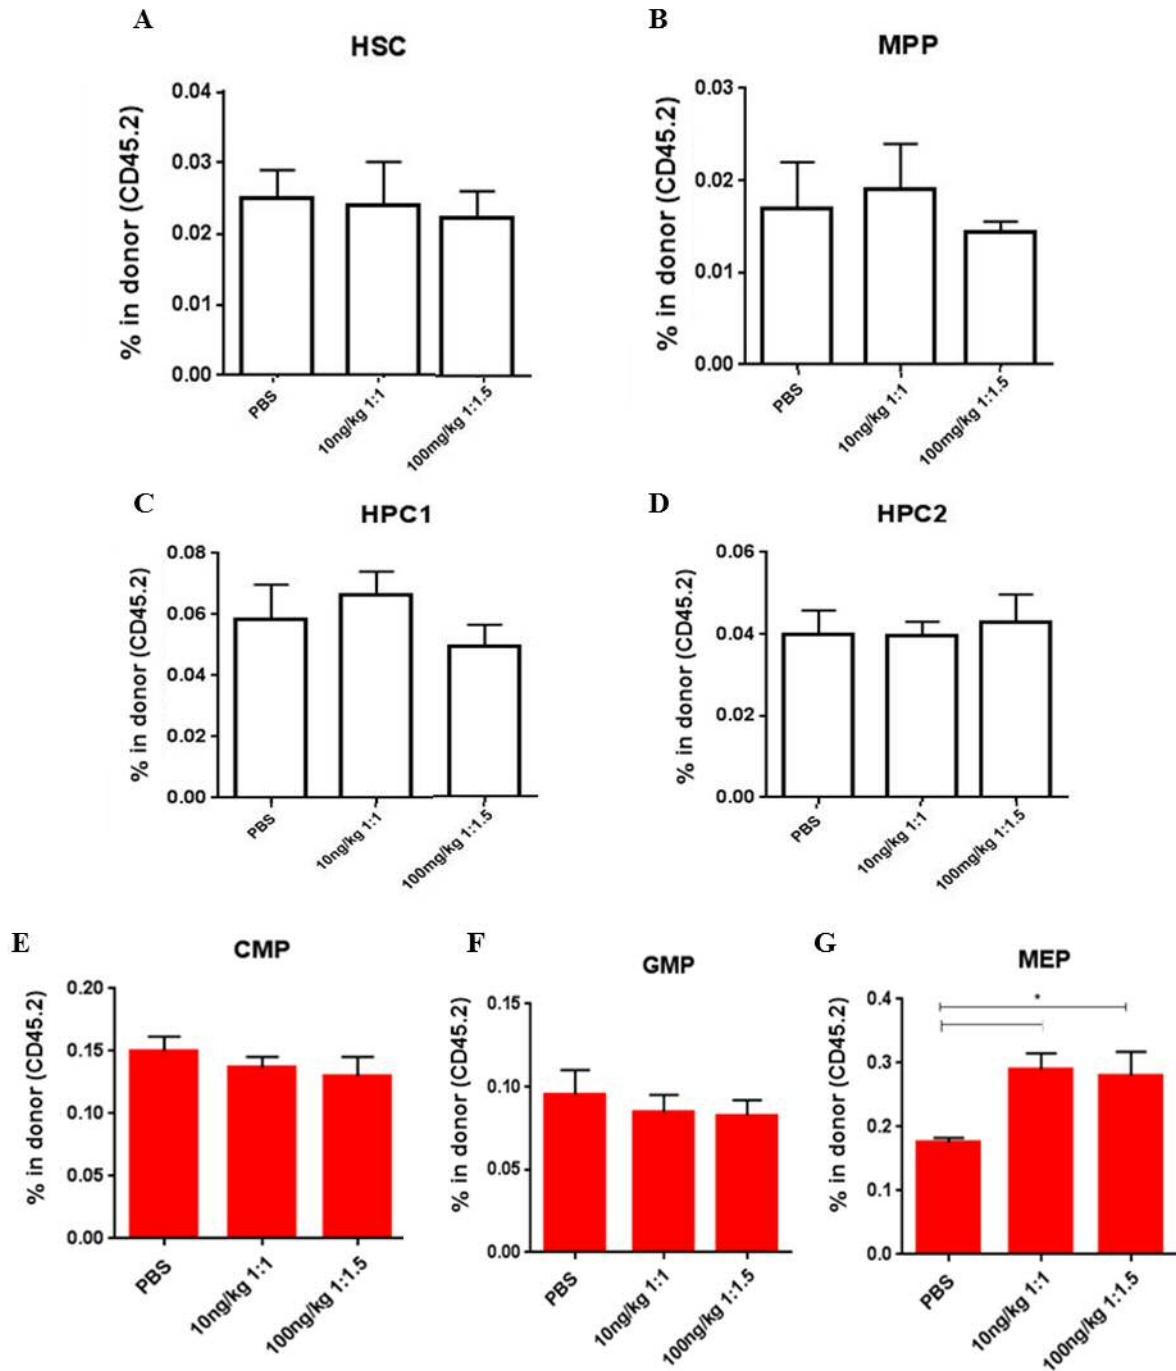 A
HSC
% in donor (CD45.2)
0.04
0.03
0.02
0.01
0.00
PBS
10ng/kg 1:1
100mg/kg 1:1.5
B
MPP
% in donor (CD45.2)
0.03
0.02
0.01
0.00
PBS
10ng/kg 1:1
100mg/kg 1:1.5
C
HPC1
% in donor (CD45.2)
0.08
0.06
0.04
0.02
0.00
PBS
10ng/kg 1:1
100mg/kg 1:1.5
D
HPC2
% in donor (CD45.2)
0.06
0.04
0.02
0.00
PBS
10ng/kg 1:1
100mg/kg 1:1.5
E
CMP
% in donor (CD45.2)
0.20
0.15
0.10
0.05
0.00
PBS
10ng/kg 1:1
100ng/kg 1:1.5
F
GMP
% in donor (CD45.2)
0.15
0.10
0.05
0.00
PBS
10ng/kg 1:1
100ng/kg 1:1.5
G
MEP
% in donor (CD45.2)
0.4
0.3
0.2
0.1
0.0
*
PBS
10ng/kg 1:1
100ng/kg 1:1.5